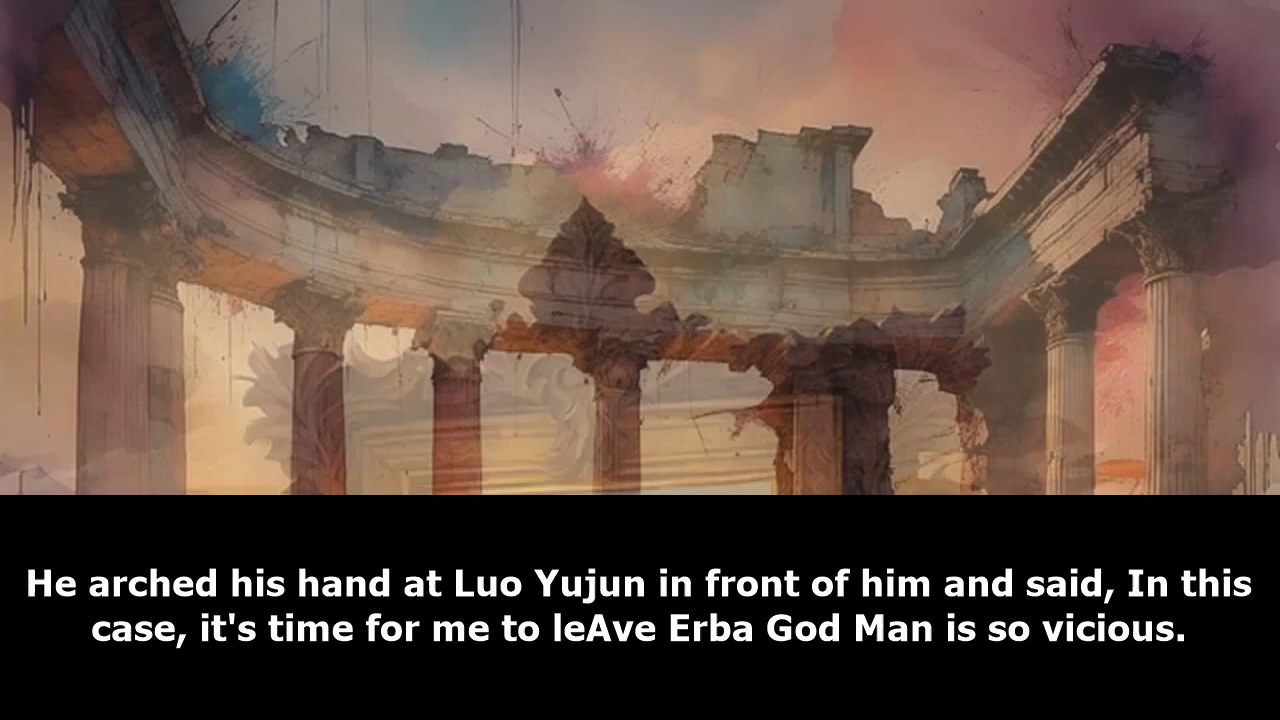 He arched his hand at Luo Yujun in front of him and said, In this
case, it's time for me to leAve Erba God Man is so vicious.